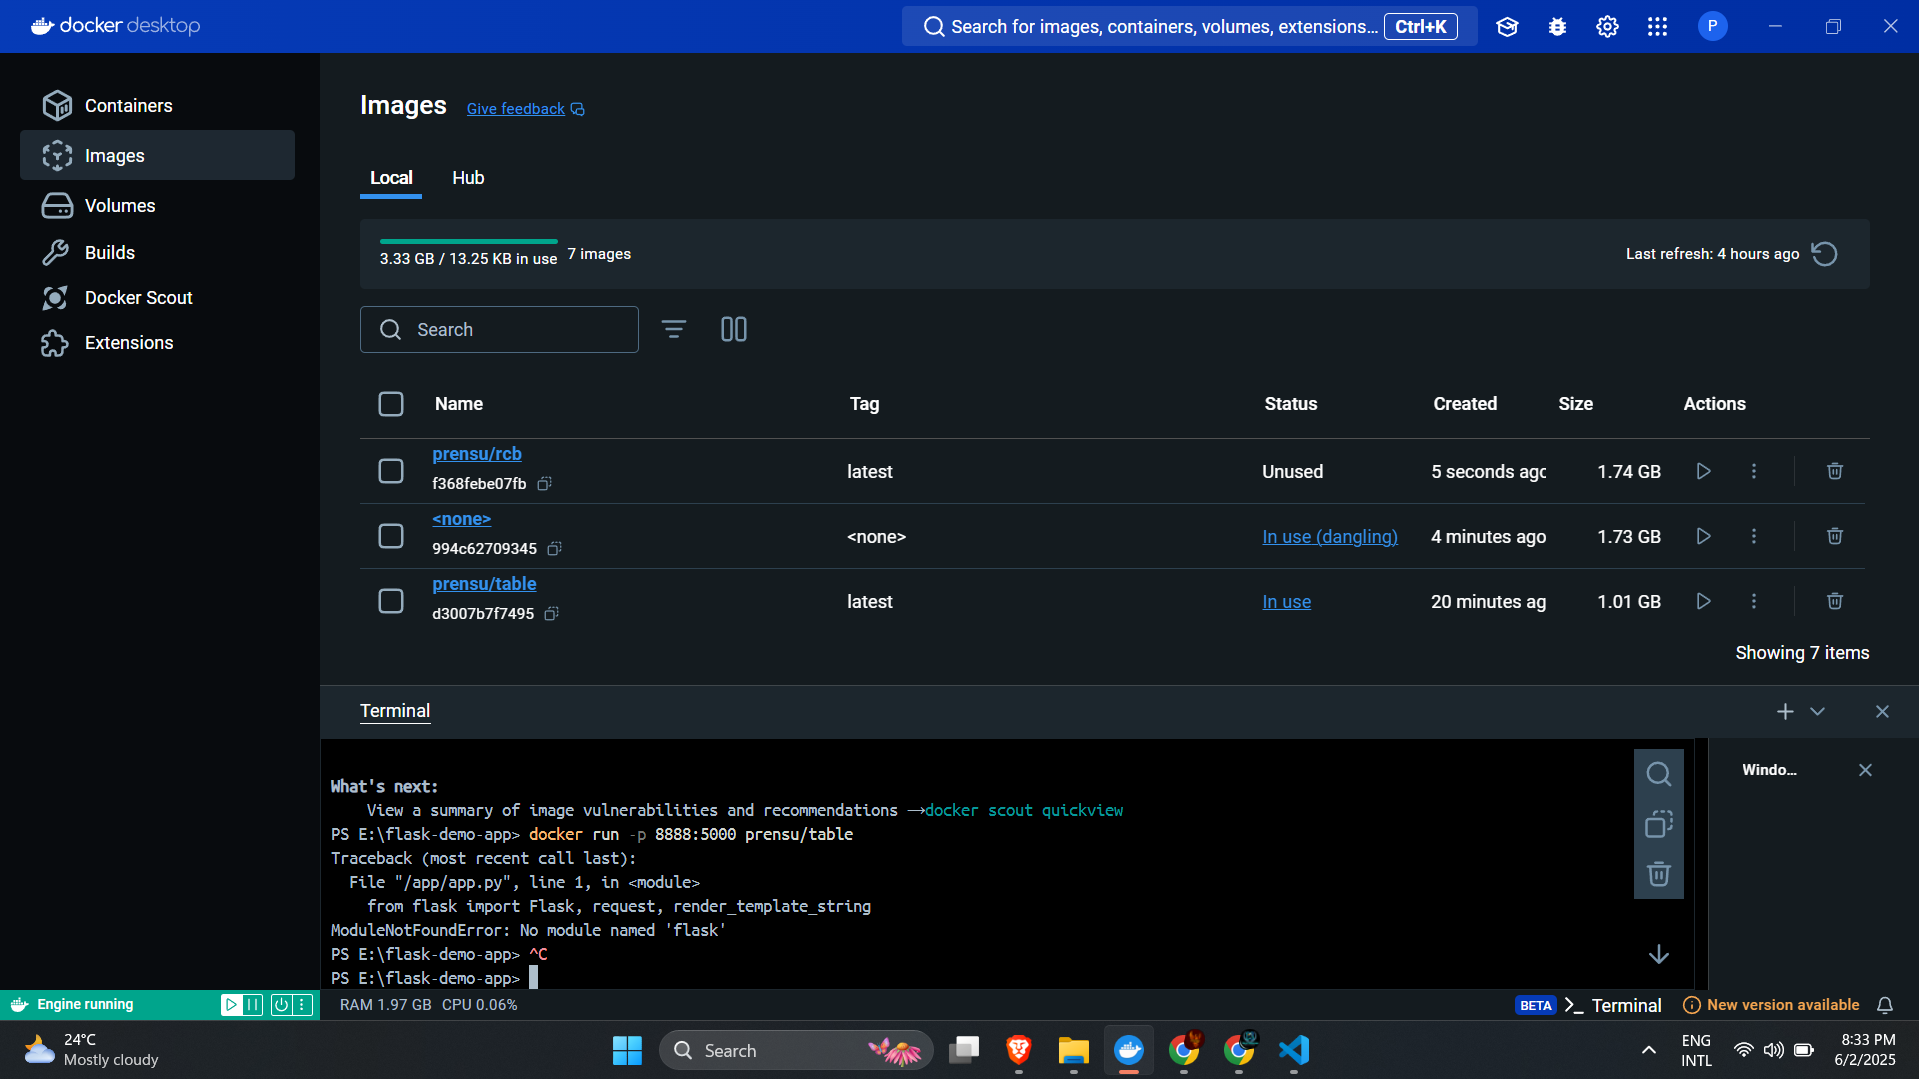 docker desktop
Search for images, containers, volumes, extensions... Ctrl+K
P
Containers
Images
Volumes
Builds
Docker Scout
Extensions
Images Give feedback
Local Hub
3.33 GB / 13.25 KB in use 7 images
Last refresh: 4 hours ago
Search
Name Tag Status Created Size Actions
prensu/rcb
f368febe07fb
latest Unused 5 seconds ago 1.74 GB
<none>
994c62709345
<none> In use (dangling) 4 minutes ago 1.73 GB
prensu/table
d3007b7f7495
latest In use 20 minutes ag 1.01 GB
Showing 7 items
Terminal
What's next:
View a summary of image vulnerabilities and recommendations → docker scout quickview
PS E:\flask-demo-app> docker run -p 8888:5000 prensu/table
Traceback (most recent call last):
File "/app/app.py", line 1, in <module>
from flask import Flask, request, render_template_string
ModuleNotFoundError: No module named 'flask'
PS E:\flask-demo-app> ^C
PS E:\flask-demo-app>
Windo...
Engine running
RAM 1.97 GB CPU 0.06%
BETA >_ Terminal
New version available
24°C
Mostly cloudy
Search
ENG
INTL
8:33 PM
6/2/2025